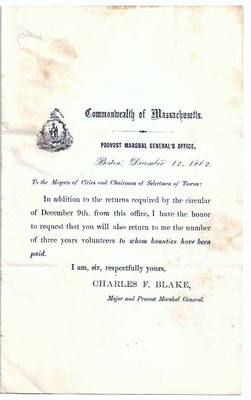 Commonwealth of Massachusetts.
PROVOST MARSHAL GENERAL'S OFFICE,
Boston, December 12, 1862.
To the Mayors of Cities and Chairman of Selectmen of Towns:
In addition to the returns required by the circular
of December 9th, from this office, I have the honor
to request that you will also return to me the number
of three years volunteers to whom bounties have been
paid.
I am, sir, respectfully yours,
CHARLES F. BLAKE,
Major and Provost Marshal General.